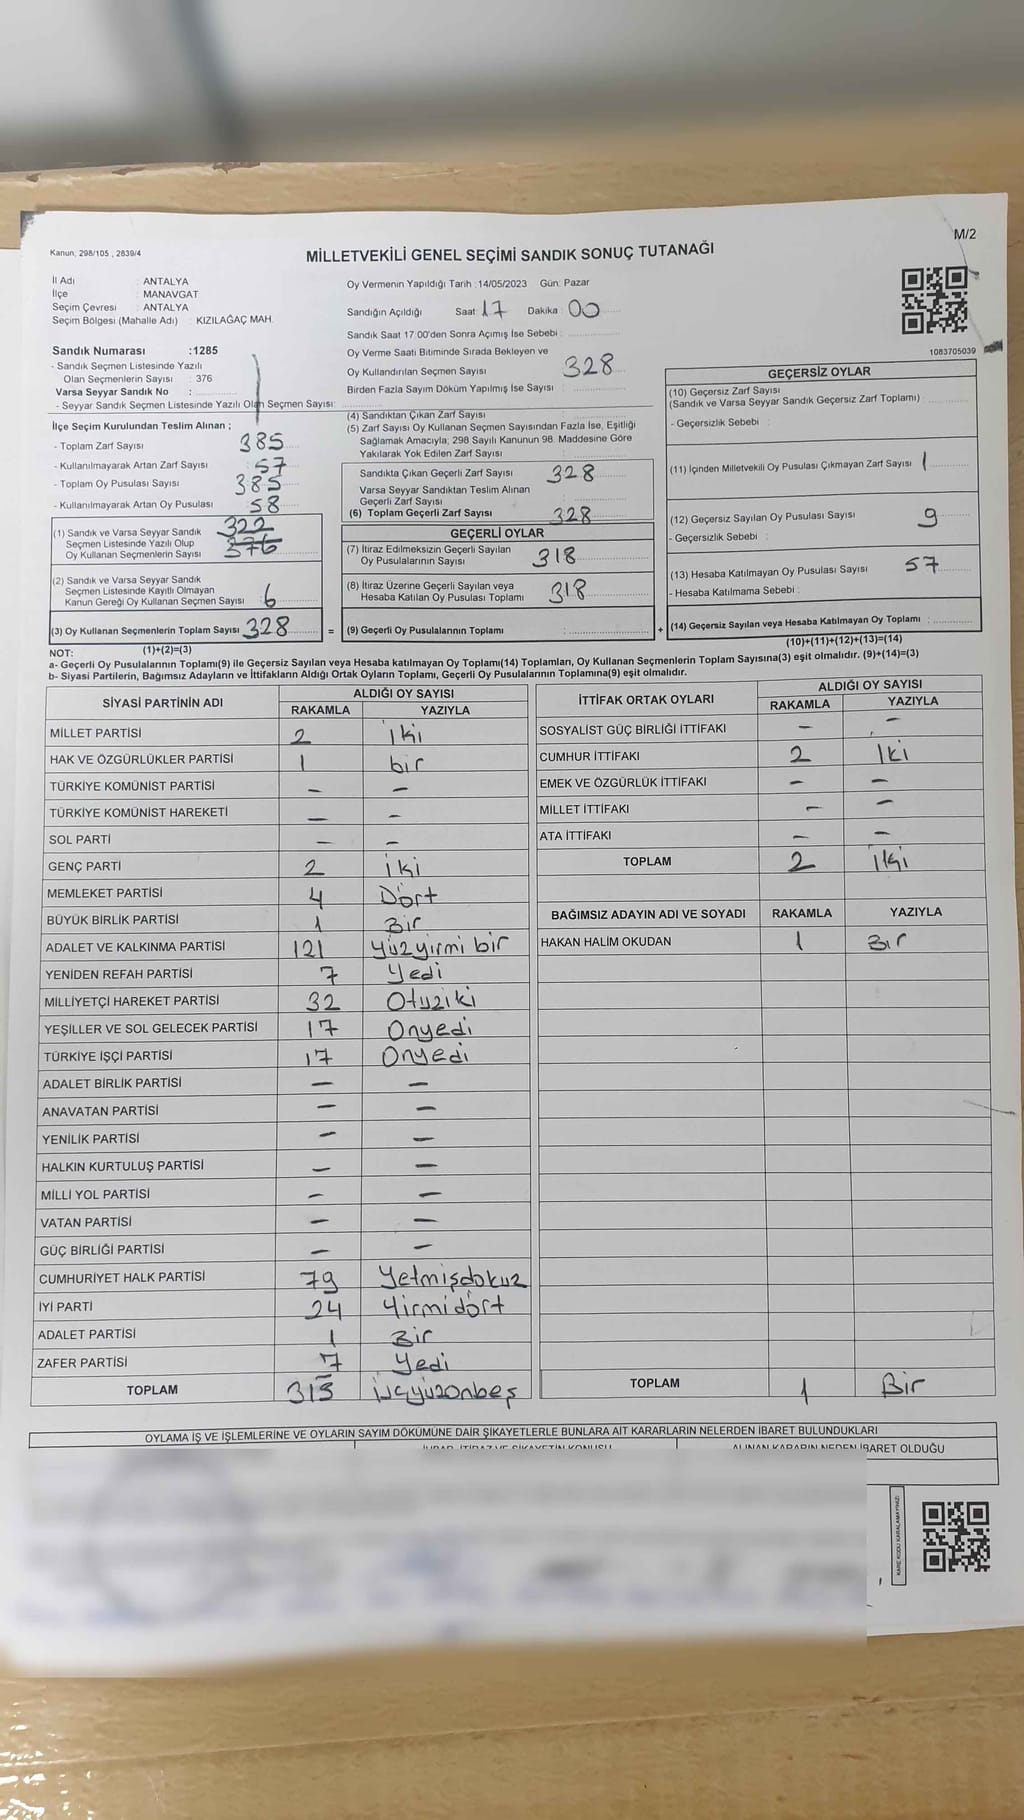 M/2
Kanun; 298/105 , 2839/4
MİLLETVEKİLİ GENEL SEÇİMİ SANDIK SONUÇ TUTANAĞI
İl Adı : ANTALYA
İlçe : MANAVGAT
Seçim Çevresi : ANTALYA
Seçim Bölgesi (Mahalle Adı) : KIZILAĞAÇ MAH.
Sandık Numarası :1285
- Sandık Seçmen Listesinde Yazılı
Olan Seçmenlerin Sayısı : 376
Varsa Seyyar Sandık No :
- Seyyar Sandık Seçmen Listesinde Yazılı Olan Seçmen Sayısı:
İlçe Seçim Kurulundan Teslim Alınan ;
- Toplam Zarf Sayısı 385
- Kullanılmayarak Artan Zarf Sayısı : 57
- Toplam Oy Pusulası Sayısı 385
- Kullanılmayarak Artan Oy Pusulası : 58
(1) Sandık ve Varsa Seyyar Sandık 322
Seçmen Listesinde Yazılı Olup 376
Oy Kullanan Seçmenlerin Sayısı
(2) Sandık ve Varsa Seyyar Sandık
Seçmen Listesinde Kayıtlı Olmayan
Kanun Gereği Oy Kullanan Seçmen Sayısı : 6
(3) Oy Kullanan Seçmenlerin Toplam Sayısı 328 =
Oy Vermenin Yapıldığı Tarih :14/05/2023 Gün: Pazar
Sandığın Açıldığı Saat: 17 Dakika : 00
Sandık Saat 17:00'den Sonra Açımış İse Sebebi :
Oy Verme Saati Bitiminde Sırada Bekleyen ve
Oy Kullandırılan Seçmen Sayısı : 328
Birden Fazla Sayım Döküm Yapılmış İse Sayısı :
(4) Sandıktan Çıkan Zarf Sayısı :
(5) Zarf Sayısı Oy Kullanan Seçmen Sayısından Fazla İse, Eşitliği
Sağlamak Amacıyla; 298 Sayılı Kanunun 98. Maddesine Göre
Yakılarak Yok Edilen Zarf Sayısı :
Sandıkta Çıkan Geçerli Zarf Sayısı : 328
Varsa Seyyar Sandıktan Teslim Alınan
Geçerli Zarf Sayısı :
(6) Toplam Geçerli Zarf Sayısı : 328
GEÇERLİ OYLAR
(7) İtiraz Edilmeksizin Geçerli Sayılan
Oy Pusulalarının Sayısı : 318
(8) İtiraz Üzerine Geçerli Sayılan veya
Hesaba Katılan Oy Pusulası Toplamı : 318
(9) Geçerli Oy Pusulalarının Toplamı : +
1083705039
GEÇERSİZ OYLAR
(10) Geçersiz Zarf Sayısı
(Sandık ve Varsa Seyyar Sandık Geçersiz Zarf Toplamı) :
- Geçersizlik Sebebi :
(11) İçinden Milletvekili Oy Pusulası Çıkmayan Zarf Sayısı : 1
(12) Geçersiz Sayılan Oy Pusulası Sayısı : 9
- Geçersizlik Sebebi :
(13) Hesaba Katılmayan Oy Pusulası Sayısı : 57
- Hesaba Katılmama Sebebi :
(14) Geçersiz Sayılan veya Hesaba Katılmayan Oy Toplamı :
NOT: (1)+(2)=(3) (10)+(11)+(12)+(13)=(14)
a- Geçerli Oy Pusulalarının Toplamı(9) ile Geçersiz Sayılan veya Hesaba katılmayan Oy Toplamı(14) Toplamları, Oy Kullanan Seçmenlerin Toplam Sayısına(3) eşit olmalıdır. (9)+(14)=(3)
b- Siyasi Partilerin, Bağımsız Adayların ve İttifakların Aldığı Ortak Oyların Toplamı, Geçerli Oy Pusulalarının Toplamına(9) eşit olmalıdır.
SİYASİ PARTİNİN ADI ALDIĞI OY SAYISI
RAKAMLA YAZIYLA
MİLLET PARTİSİ 2 iki
HAK VE ÖZGÜRLÜKLER PARTİSİ 1 bir
TÜRKİYE KOMÜNİST PARTİSİ - -
TÜRKİYE KOMÜNİST HAREKETİ - -
SOL PARTİ - -
GENÇ PARTİ 2 iki
MEMLEKET PARTİSİ 4 Dört
BÜYÜK BİRLİK PARTİSİ 1 Bir
ADALET VE KALKINMA PARTİSİ 121 yüzyirmi bir
YENİDEN REFAH PARTİSİ 7 Yedi
MİLLİYETÇİ HAREKET PARTİSİ 32 Otuziki
YEŞİLLER VE SOL GELECEK PARTİSİ 17 Onyedi
TÜRKİYE İŞÇİ PARTİSİ 17 Onyedi
ADALET BİRLİK PARTİSİ - -
ANAVATAN PARTİSİ - -
YENİLİK PARTİSİ - -
HALKIN KURTULUŞ PARTİSİ - -
MİLLİ YOL PARTİSİ - -
VATAN PARTİSİ - -
GÜÇ BİRLİĞİ PARTİSİ - -
CUMHURİYET HALK PARTİSİ 79 Yetmişdokuz
İYİ PARTİ 24 Yirmidört
ADALET PARTİSİ 1 Bir
ZAFER PARTİSİ 7 Yedi
TOPLAM 315 üçyüzonbeş
İTTİFAK ORTAK OYLARI ALDIĞI OY SAYISI
RAKAMLA YAZIYLA
SOSYALİST GÜÇ BİRLİĞİ İTTİFAKI - -
CUMHUR İTTİFAKI 2 İki
EMEK VE ÖZGÜRLÜK İTTİFAKI - -
MİLLET İTTİFAKI - -
ATA İTTİFAKI - -
TOPLAM 2 iki
BAĞIMSIZ ADAYIN ADI VE SOYADI RAKAMLA YAZIYLA
HAKAN HALİM OKUDAN 1 Bir
TOPLAM 1 Bir
OYLAMA İŞ VE İŞLEMLERİNE VE OYLARIN SAYIM DÖKÜMÜNE DAİR ŞİKAYETLERLE BUNLARA AİT KARARLARIN NELERDEN İBARET BULUNDUKLARI
İHBAR, İTİRAZ VE ŞİKAYETİN KONUSU ALINAN KARARIN NEDEN İBARET OLDUĞU
KARE KODU KARALAMAYINIZ!